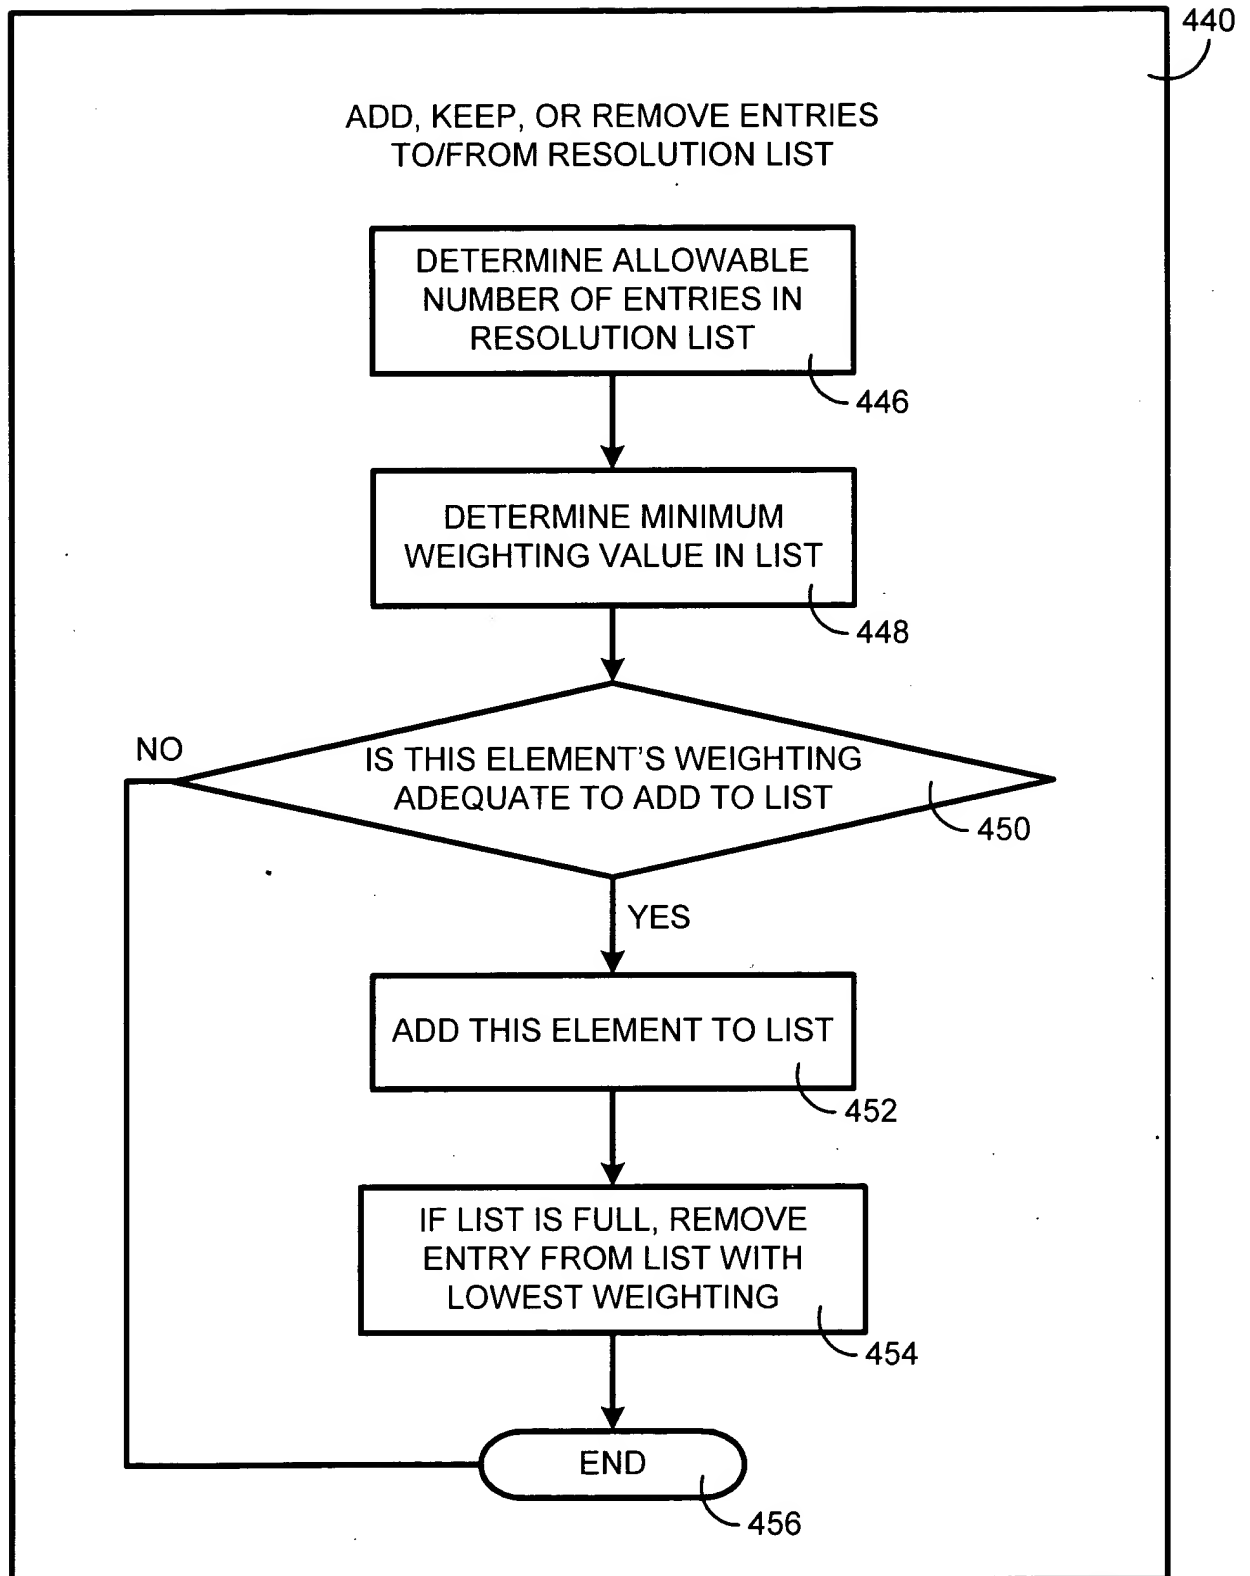 440
ADD, KEEP, OR REMOVE ENTRIES
TO/FROM RESOLUTION LIST
DETERMINE ALLOWABLE
NUMBER OF ENTRIES IN
RESOLUTION LIST
446
DETERMINE MINIMUM
WEIGHTING VALUE IN LIST
448
NO
IS THIS ELEMENT'S WEIGHTING
ADEQUATE TO ADD TO LIST
450
YES
ADD THIS ELEMENT TO LIST
452
IF LIST IS FULL, REMOVE
ENTRY FROM LIST WITH
LOWEST WEIGHTING
454
END
456